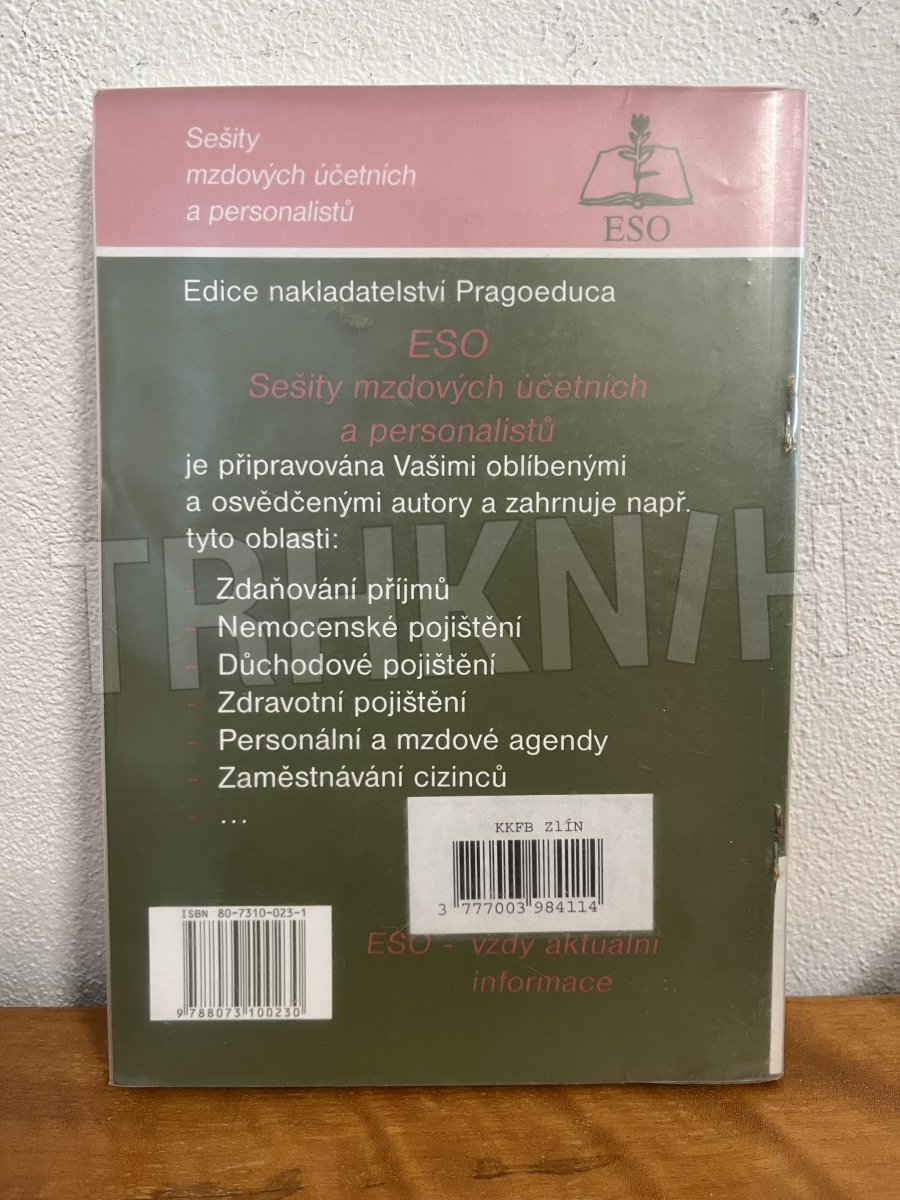 Sešity
mzdových účetních
a personalistů
ESO
Edice nakladatelství Pragoeduca
ESO
Sešity mzdových účetních
a personalistů
je připravována Vašimi oblíbenými
a osvědčenými autory a zahrnuje např.
tyto oblasti:
- Zdaňování příjmů
- Nemocenské pojištění
- Důchodové pojištění
- Zdravotní pojištění
- Personální a mzdové agendy
- Zaměstnávání cizinců
- ...
KKFB ZlÍN
3 777003 984114
ISBN 80-7310-023-1
9 788073 100230
ESO - vždy aktuální
informace
TRHKNIH